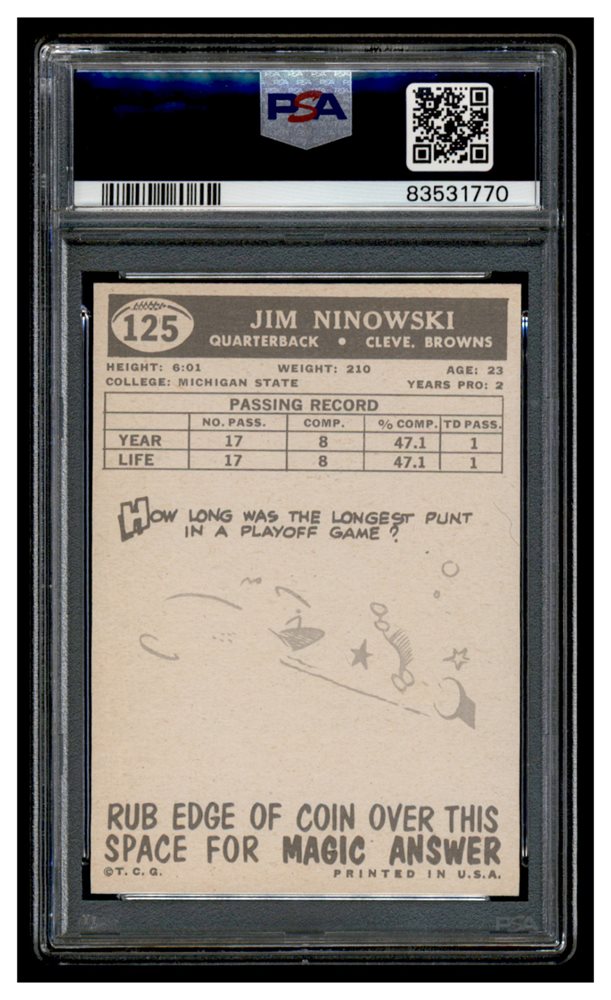 PSA
83531770
125
JIM NINOWSKI
QUARTERBACK • CLEVE. BROWNS
HEIGHT: 6:01 WEIGHT: 210 AGE: 23
COLLEGE: MICHIGAN STATE YEARS PRO: 2
PASSING RECORD
NO. PASS. COMP. % COMP. TD PASS.
YEAR 17 8 47.1 1
LIFE 17 8 47.1 1
HOW LONG WAS THE LONGEST PUNT
IN A PLAYOFF GAME?
RUB EDGE OF COIN OVER THIS
SPACE FOR MAGIC ANSWER
©T.C.G. PRINTED IN U.S.A.
PSA